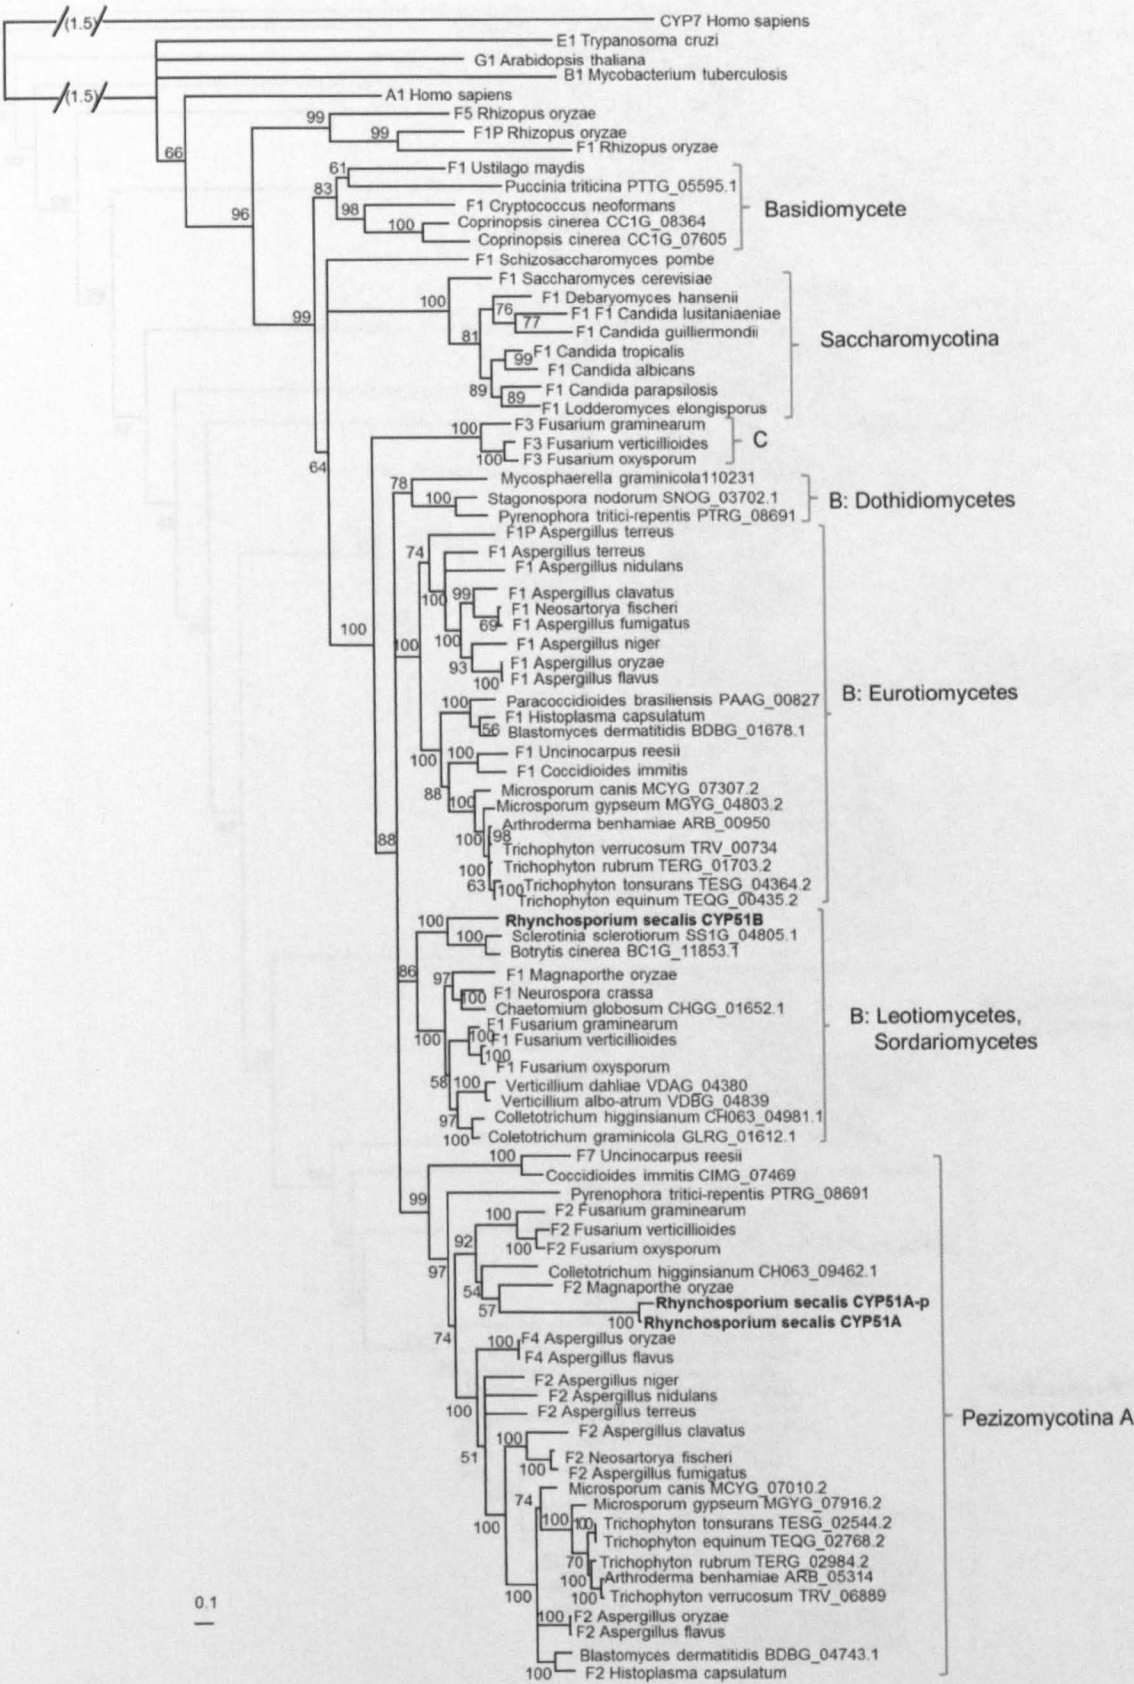 (1.5)
CYP7 Homo sapiens
E1 Trypanosoma cruzi
G1 Arabidopsis thaliana
B1 Mycobacterium tuberculosis
(1.5)
A1 Homo sapiens
99
F5 Rhizopus oryzae
99
F1P Rhizopus oryzae
F1 Rhizopus oryzae
66
61
F1 Ustilago maydis
83
Puccinia triticina PTTG_05595.1
96
98
F1 Cryptococcus neoformans
Basidiomycete
100
Coprinopsis cinerea CC1G_08364
Coprinopsis cinerea CC1G_07605
F1 Schizosaccharomyces pombe
F1 Saccharomyces cerevisiae
100
F1 Debaryomyces hansenii
99
76
F1 F1 Candida lusitaniaeniae
77
F1 Candida guilliermondii
81
Saccharomycotina
F1 Candida tropicalis
99
F1 Candida albicans
89
F1 Candida parapsilosis
89
F1 Lodderomyces elongisporus
100
F3 Fusarium graminearum
F3 Fusarium verticillioides
C
100
F3 Fusarium oxysporum
64
78
Mycosphaerella graminicola110231
100
Stagonospora nodorum SNOG_03702.1
B: Dothidiomycetes
Pyrenophora tritici-repentis PTRG_08691
F1P Aspergillus terreus
74
F1 Aspergillus terreus
F1 Aspergillus nidulans
99
F1 Aspergillus clavatus
100
F1 Neosartorya fischeri
69
F1 Aspergillus fumigatus
100
100
100
F1 Aspergillus niger
93
F1 Aspergillus oryzae
100
F1 Aspergillus flavus
B: Eurotiomycetes
100
Paracoccidioides brasiliensis PAAG_00827
F1 Histoplasma capsulatum
56
Blastomyces dermatitidis BDBG_01678.1
100
100
F1 Uncinocarpus reesii
F1 Coccidioides immitis
88
Microsporum canis MCYG_07307.2
100
Microsporum gypseum MGYG_04803.2
Arthroderma benhamiae ARB_00950
88
100
98
Trichophyton verrucosum TRV_00734
100
Trichophyton rubrum TERG_01703.2
63
100
Trichophyton tonsurans TESG_04364.2
Trichophyton equinum TEQG_00435.2
100
Rhynchosporium secalis CYP51B
100
Sclerotinia sclerotiorum SS1G_04805.1
Botrytis cinerea BC1G_11853.1
86
97
F1 Magnaporthe oryzae
100
F1 Neurospora crassa
Chaetomium globosum CHGG_01652.1
B: Leotiomycetes,
Sordariomycetes
F1 Fusarium graminearum
100
100
F1 Fusarium verticillioides
100
F1 Fusarium oxysporum
58
100
Verticillium dahliae VDAG_04380
Verticillium albo-atrum VDBG_04839
97
Colletotrichum higginsianum CH063_04981.1
100
Coletotrichum graminicola GLRG_01612.1
100
F7 Uncinocarpus reesii
Coccidioides immitis CIMG_07469
99
Pyrenophora tritici-repentis PTRG_08691
100
F2 Fusarium graminearum
92
F2 Fusarium verticillioides
100
F2 Fusarium oxysporum
97
Colletotrichum higginsianum CH063_09462.1
54
F2 Magnaporthe oryzae
57
Rhynchosporium secalis CYP51A-p
100
Rhynchosporium secalis CYP51A
74
100
F4 Aspergillus oryzae
F4 Aspergillus flavus
F2 Aspergillus niger
F2 Aspergillus nidulans
100
F2 Aspergillus terreus
Pezizomycotina A
100
F2 Aspergillus clavatus
51
F2 Neosartorya fischeri
100
F2 Aspergillus fumigatus
Microsporum canis MCYG_07010.2
74
Microsporum gypseum MGYG_07916.2
100
100
100
Trichophyton tonsurans TESG_02544.2
Trichophyton equinum TEQG_02768.2
70
Trichophyton rubrum TERG_02984.2
100
Arthroderma benhamiae ARB_05314
100
100
Trichophyton verrucosum TRV_06889
0.1
100
F2 Aspergillus oryzae
F2 Aspergillus flavus
Blastomyces dermatitidis BDBG_04743.1
100
F2 Histoplasma capsulatum